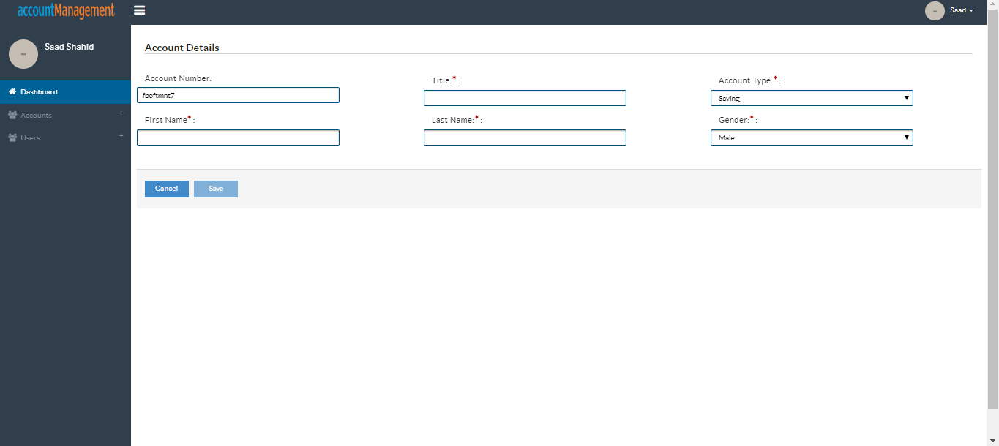 accountManagement
Saad
Saad Shahid
Dashboard
Accounts +
Users +
Account Details
Account Number:
Title:* :
Account Type:* :
fboftmht7
Saving
First Name* :
Last Name:* :
Gender:* :
Male
Cancel
Save